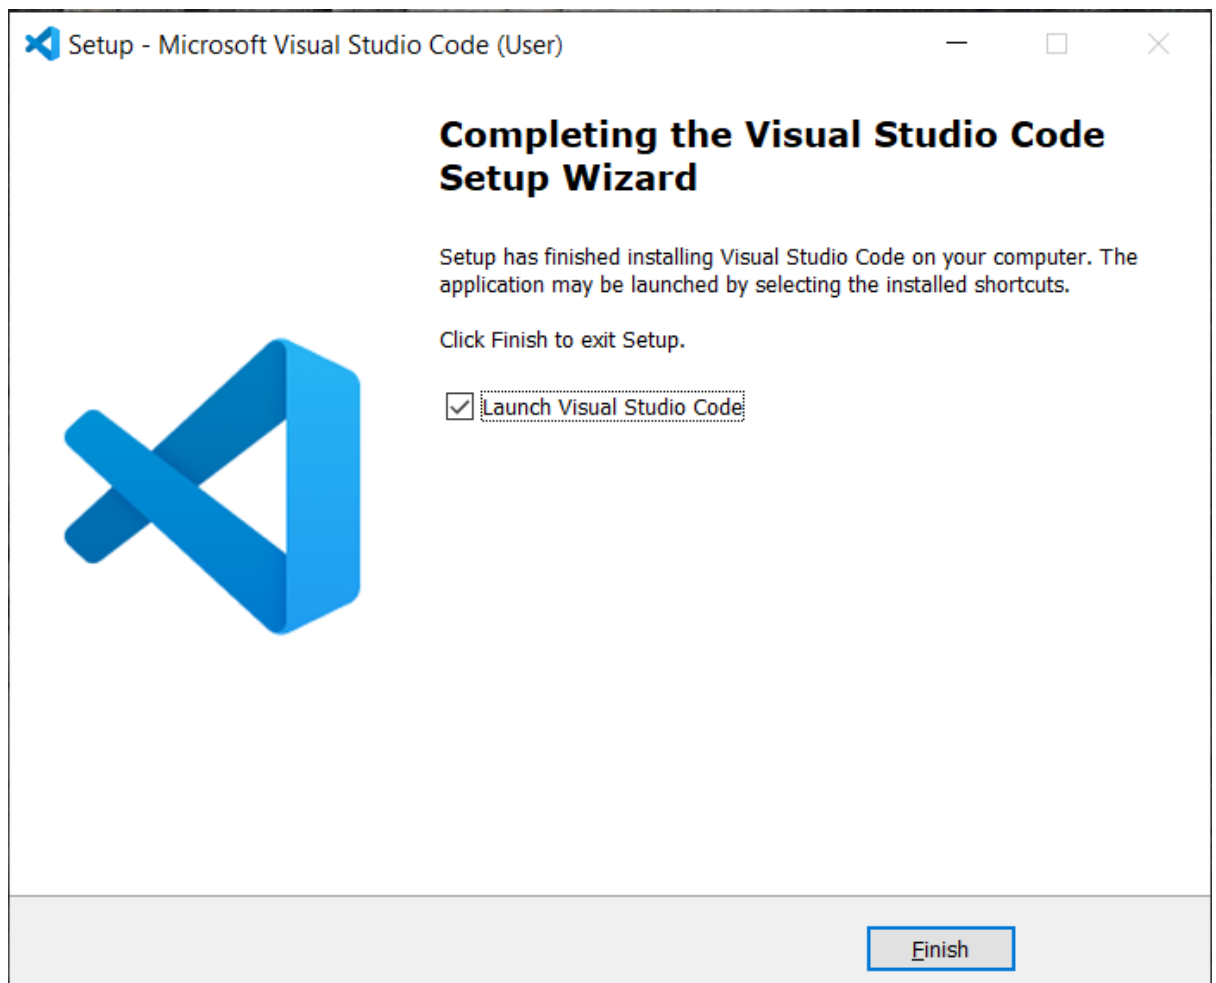 Setup - Microsoft Visual Studio Code (User)
Completing the Visual Studio Code
Setup Wizard
Setup has finished installing Visual Studio Code on your computer. The
application may be launched by selecting the installed shortcuts.
Click Finish to exit Setup.
Launch Visual Studio Code
Finish